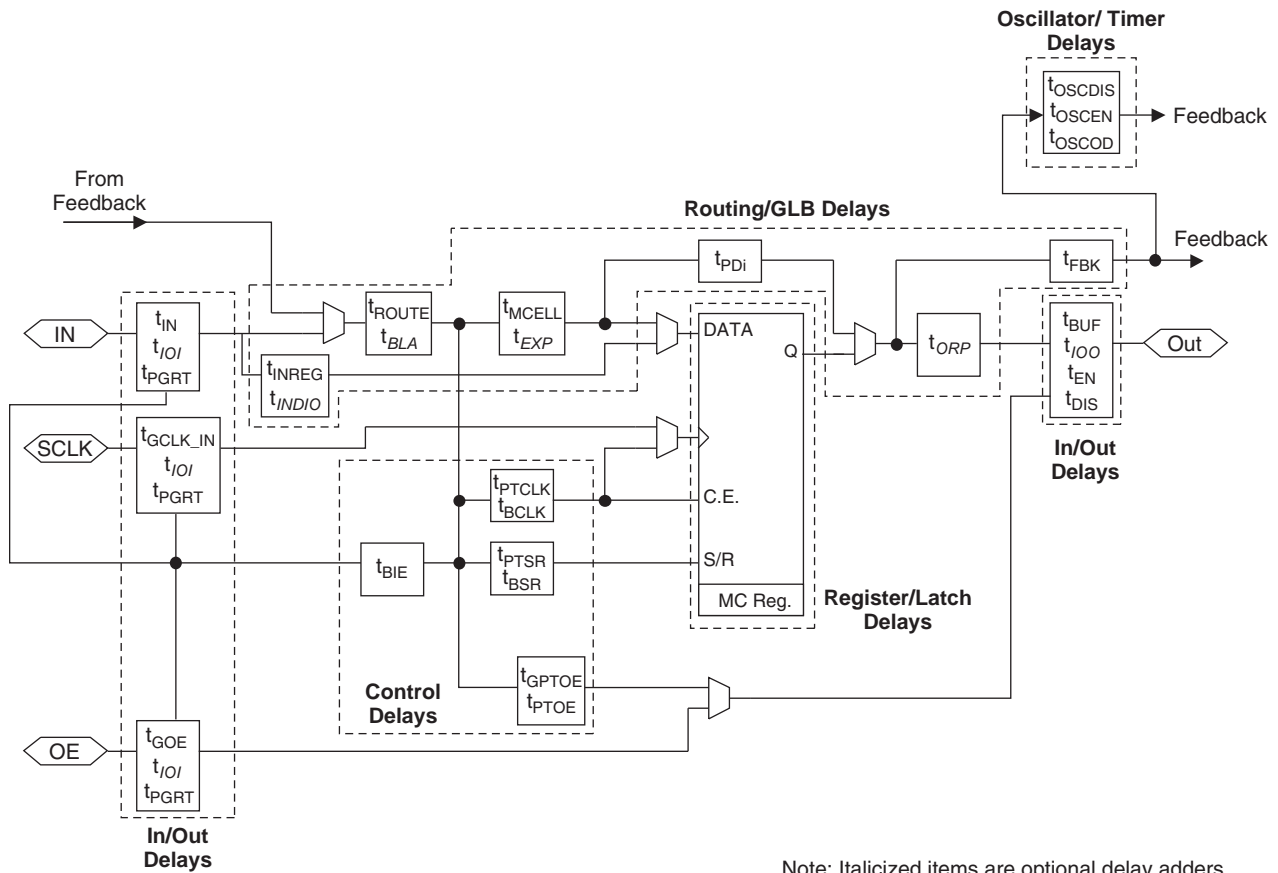 Oscillator/ Timer
Delays
tOSCDIS
tOSCEN
tOSCOD
Feedback
From
Feedback
Routing/GLB Delays
Feedback
tPDi
tFBK
IN
tIN
tIOI
tPGRT
tROUTE
tBLA
tMCELL
tEXP
DATA
Q
tORP
tBUF
tIOO
tEN
tDIS
Out
tINREG
tINDIO
SCLK
tGCLK_IN
tIOI
tPGRT
In/Out
Delays
tPTCLK
tBCLK
C.E.
tBIE
tPTSR
tBSR
S/R
MC Reg.
Register/Latch
Delays
Control
Delays
tGPTOE
tPTOE
OE
tGOE
tIOI
tPGRT
In/Out
Delays
Note: Italicized items are optional delay adders